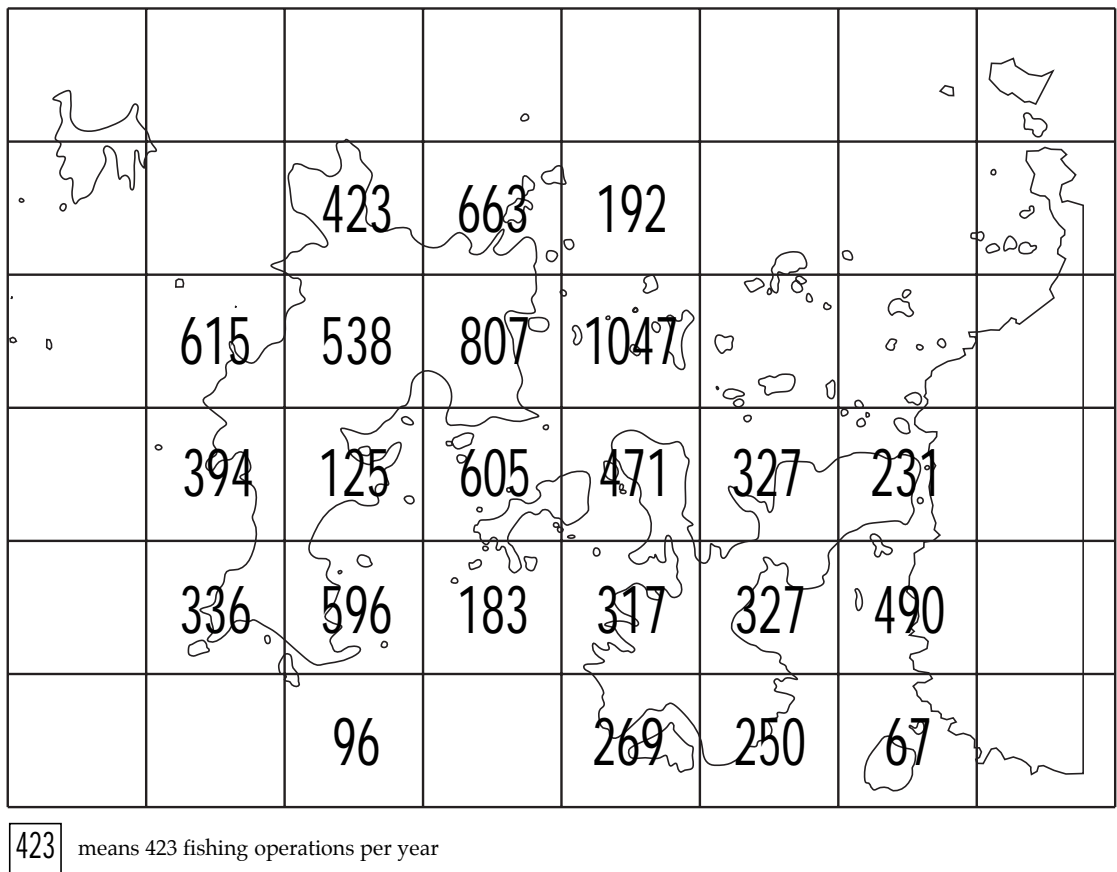 423 663 192
615 538 807 1047
394 125 605 471 327 231
336 596 183 317 327 490
96 269 250 67
423 means 423 fishing operations per year